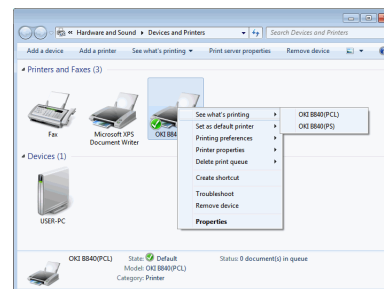 Hardware and Sound Devices and Printers
Search Devices and Printers
Add a device Add a printer See what's printing Print server properties Remove device
Printers and Faxes (3)
Fax
Microsoft XPS
Document Writer
OKI B84
See what's printing
Set as default printer
Printing preferences
Printer properties
Delete print queue
Create shortcut
Troubleshoot
Remove device
Properties
OKI B840(PCL)
OKI B840(PS)
Devices (1)
USER-PC
OKI B840(PCL) State: Default Status: 0 document(s) in queue
Model: OKI B840(PCL)
Category: Printer